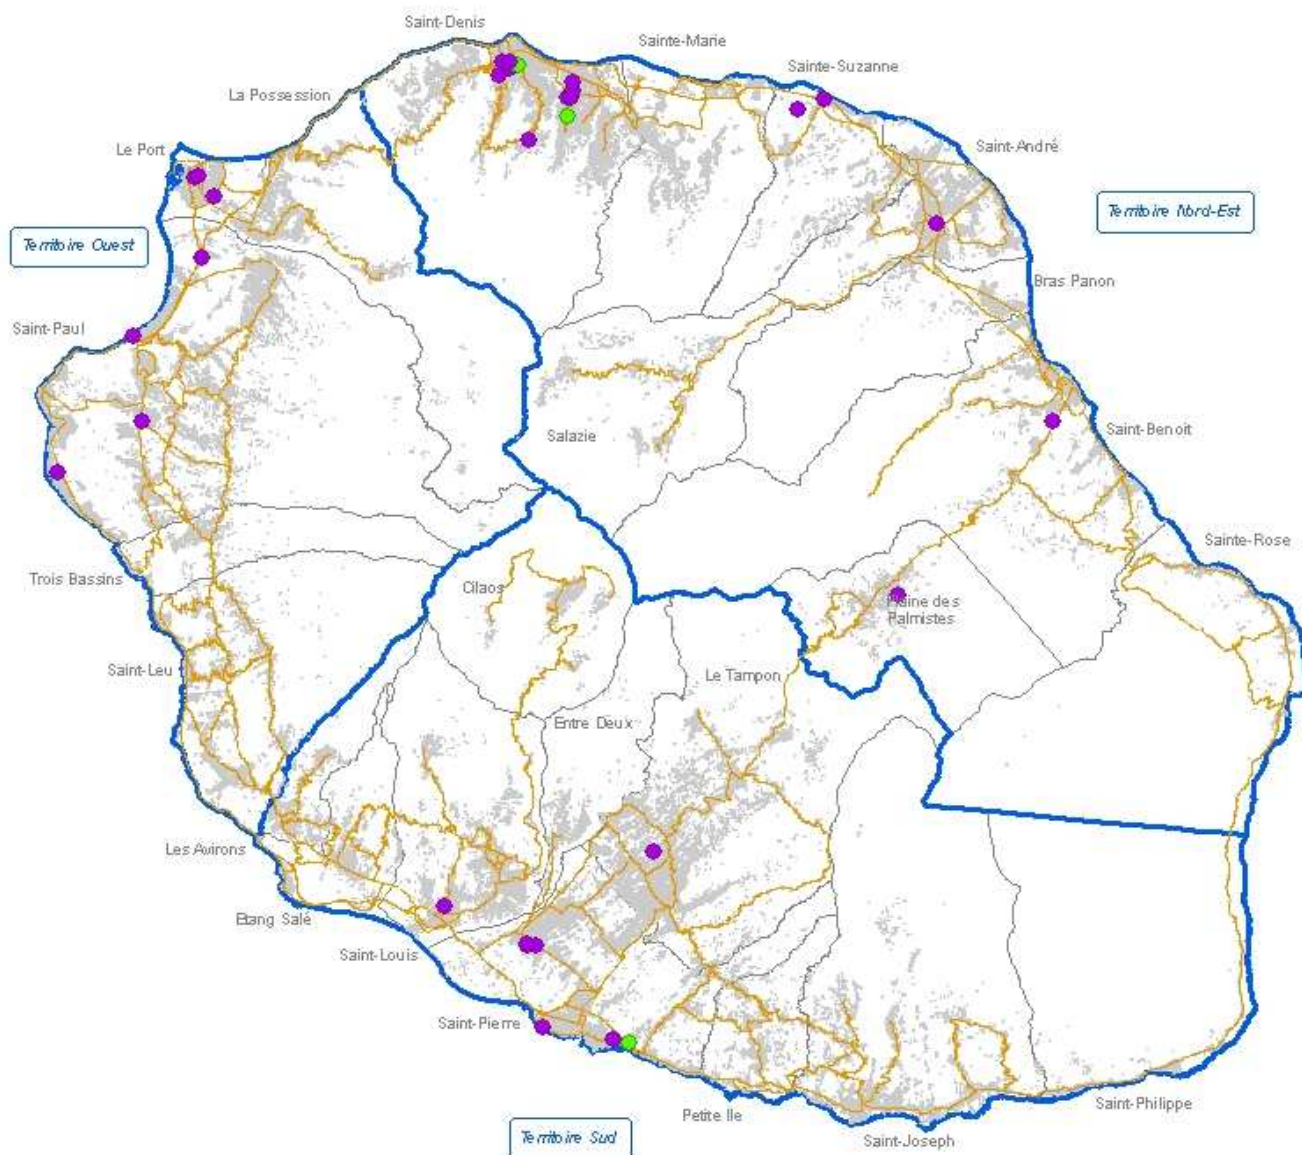 Saint-Denis
Sainte-Marie
Sainte-Suzanne
La Possession
Le Port
Saint-André
Territoire Nord-Est
Territoire Ouest
Bras Panon
Saint-Paul
Salazie
Saint-Benoit
Sainte-Rose
Trois Bassins
Cilaos
Plaine des
Palmistes
Saint-Leu
Le Tampon
Entre Deux
Les Avirons
Etang Salé
Saint-Louis
Saint-Pierre
Petite Ile
Saint-Philippe
Saint-Joseph
Territoire Sud